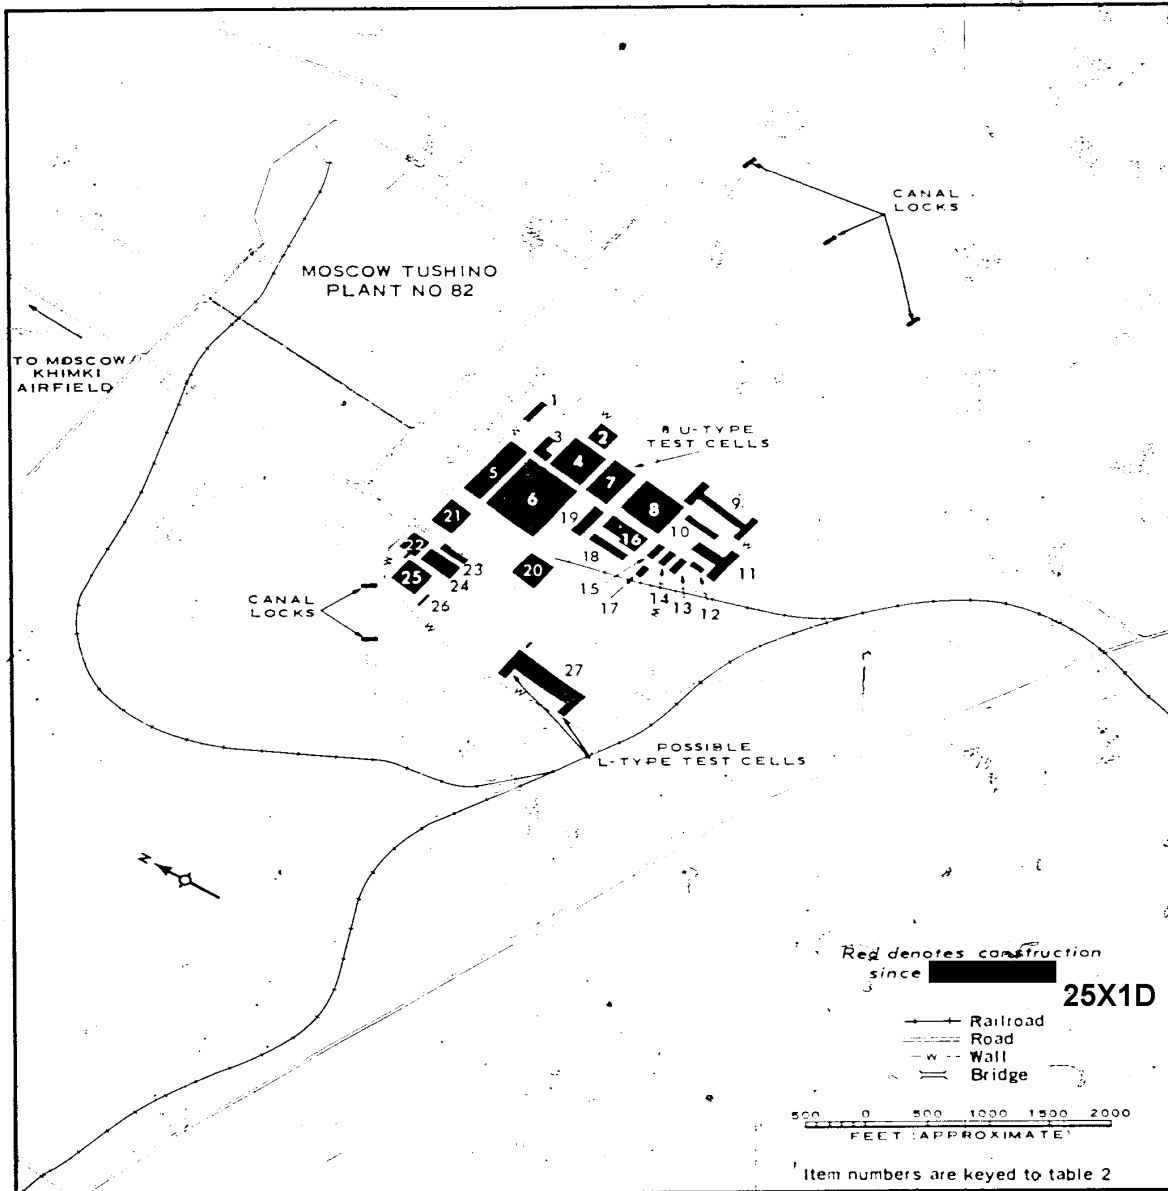 CANAL
LOCKS
MOSCOW TUSHINO
PLANT NO 82
TO MOSCOW
KHIMKI
AIRFIELD
1
2
3
8 U-TYPE
TEST CELLS
4
5
6
7
8
9
10
19
16
21
18
11
22
23
15
20
25
24
14
13
12
17
26
CANAL
LOCKS
W
W
W
W
W
W
W
27
POSSIBLE
L-TYPE TEST CELLS
N
Red denotes construction
since
25X1D
Railroad
Road
W Wall
Bridge
500 0 500 1000 1500 2000
FEET (APPROXIMATE)
Item numbers are keyed to table 2